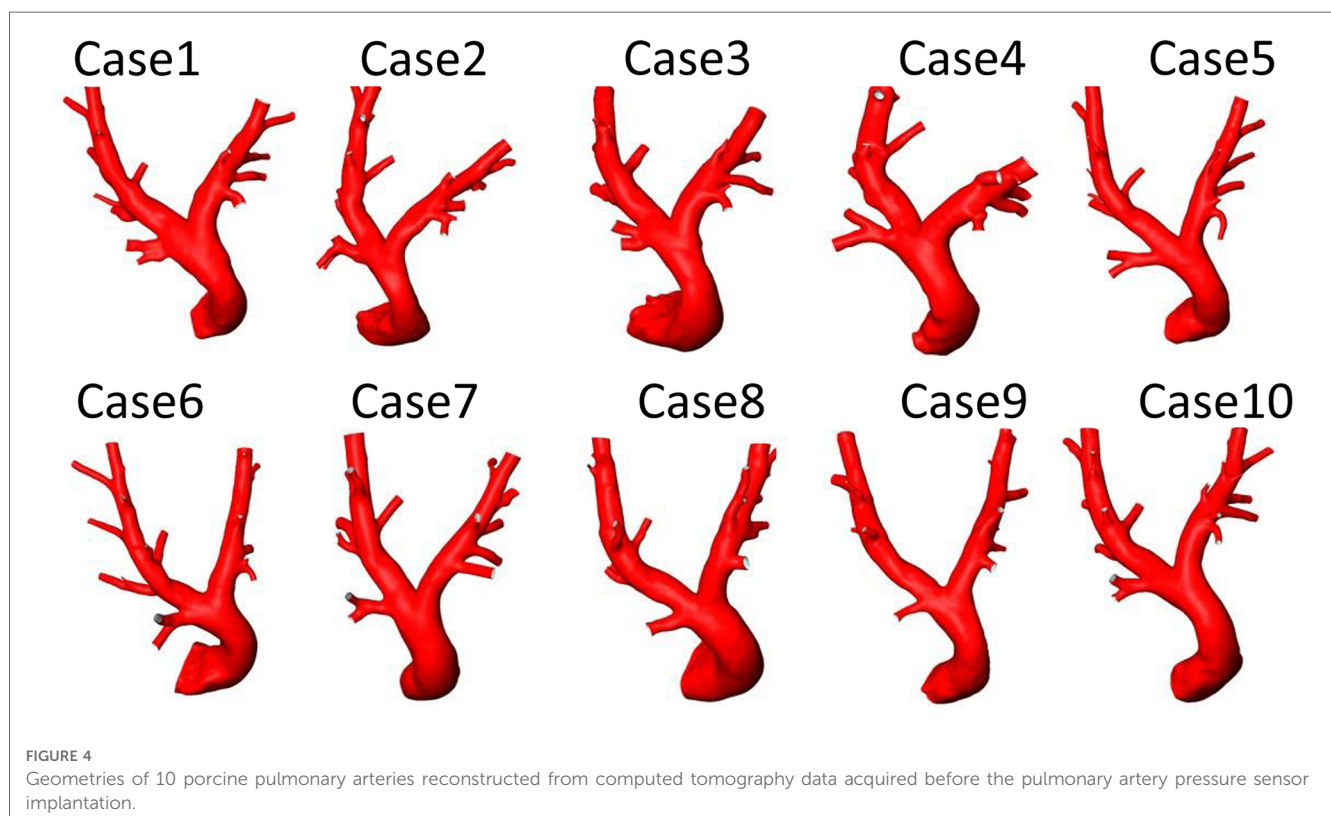 Case1 Case2 Case3 Case4 Case5
Case6 Case7 Case8 Case9 Case10
FIGURE 4
Geometries of 10 porcine pulmonary arteries reconstructed from computed tomography data acquired before the pulmonary artery pressure sensor
implantation.